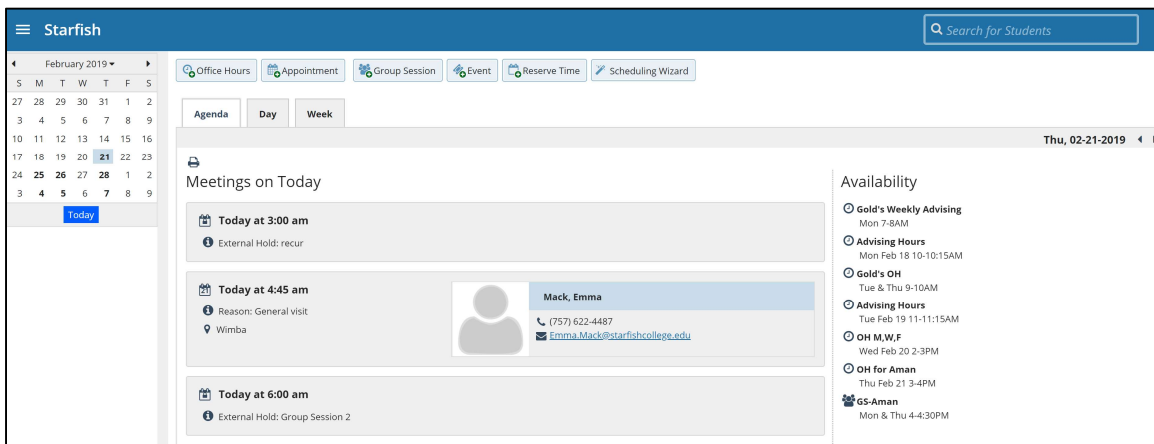 Starfish
Search for Students
February 2019
S M T W T F S
27 28 29 30 31 1 2
3 4 5 6 7 8 9
10 11 12 13 14 15 16
17 18 19 20 21 22 23
24 25 26 27 28 1 2
3 4 5 6 7 8 9
Today
Office Hours Appointment Group Session Event Reserve Time Scheduling Wizard
Agenda Day Week
Thu, 02-21-2019
Meetings on Today
Today at 3:00 am
External Hold: recur
21 Today at 4:45 am
Reason: General visit
Wimba
Mack, Emma
(757) 622-4487
Emma.Mack@starfishcollege.edu
Today at 6:00 am
External Hold: Group Session 2
Availability
Gold's Weekly Advising
Mon 7-8AM
Advising Hours
Mon Feb 18 10-10:15AM
Gold's OH
Tue & Thu 9-10AM
Advising Hours
Tue Feb 19 11-11:15AM
OH M,W,F
Wed Feb 20 2-3PM
OH for Aman
Thu Feb 21 3-4PM
GS-Aman
Mon & Thu 4-4:30PM